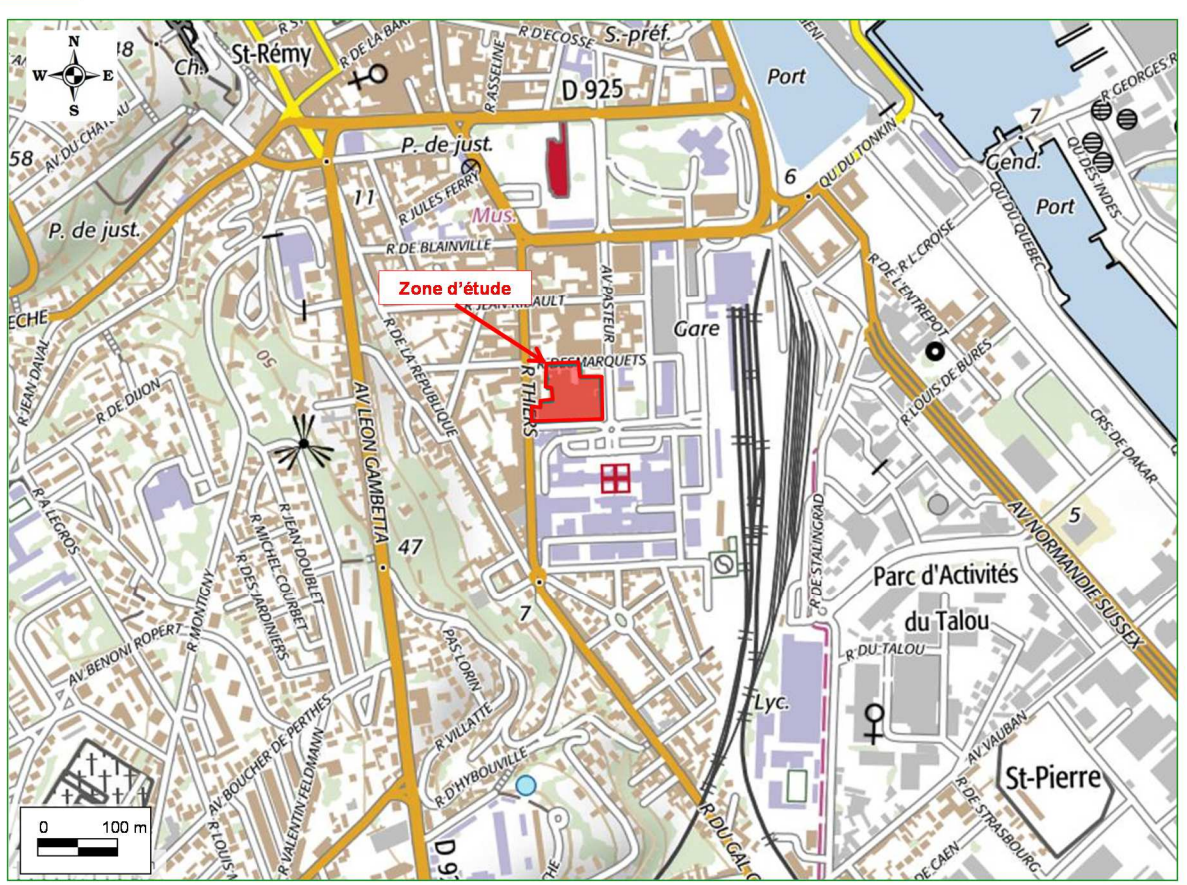 N
W E
S
48
St-Rémy
Ch.
R DE LA BAR
R D'ECOSSE
S.-préf.
R ASSELINE
D 925
Port
R GEORGES R
58
AV DU CHATEAU
P. de just.
QU DU TONKIN
7
Gend.
QU DES INDES
P. de just.
11
R JULES FERRY
Mus.
6
Port
QU DU QUEBEC
R DE BLAINVILLE
R L'CROISE
R DE L'ENTREPOT
Zone d'étude
AV PASTEUR
Gare
ECHE
R JEAN DAVAL
R DE LA REPUBLIQUE
R DESMARQUETS
50
R DE DIJON
R THIERS
AV LEON GAMBETTA
R LOUIS DE BURES
CRS DE DAKAR
R A LEGROS
R JEAN DOUBLET
R MICHEL COURBET
R DES JARDINIERS
R DE STALINGRAD
AV NORMANDIE SUSSEX
5
47
Parc d'Activités
du Talou
R MONTIGNY
AV BENONI ROPERT
7
PAS LORIN
R DU TALOU
Lyc.
R VILLATTE
AV BOUCHER DE PERTHES
R VALENTIN FELDMANN
R D'HYBOUVILLE
AV VAUBAN
St-Pierre
R DE STRASBOURG
0 100 m
R LOUIS
D 92
R DU GAL
DE CAEN